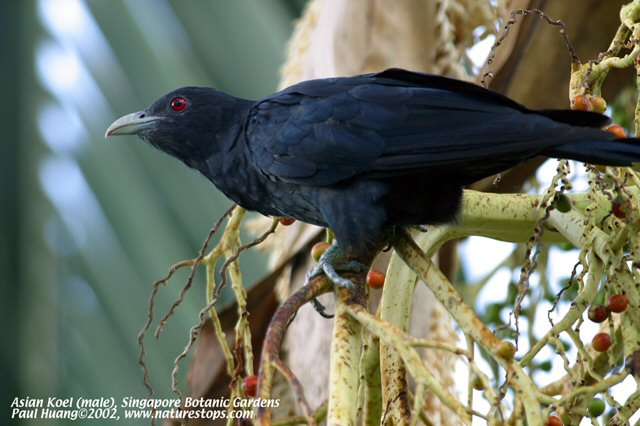 Asian Koel (male), Singapore Botanic Gardens
Paul Huang©2002, www.naturestops.com